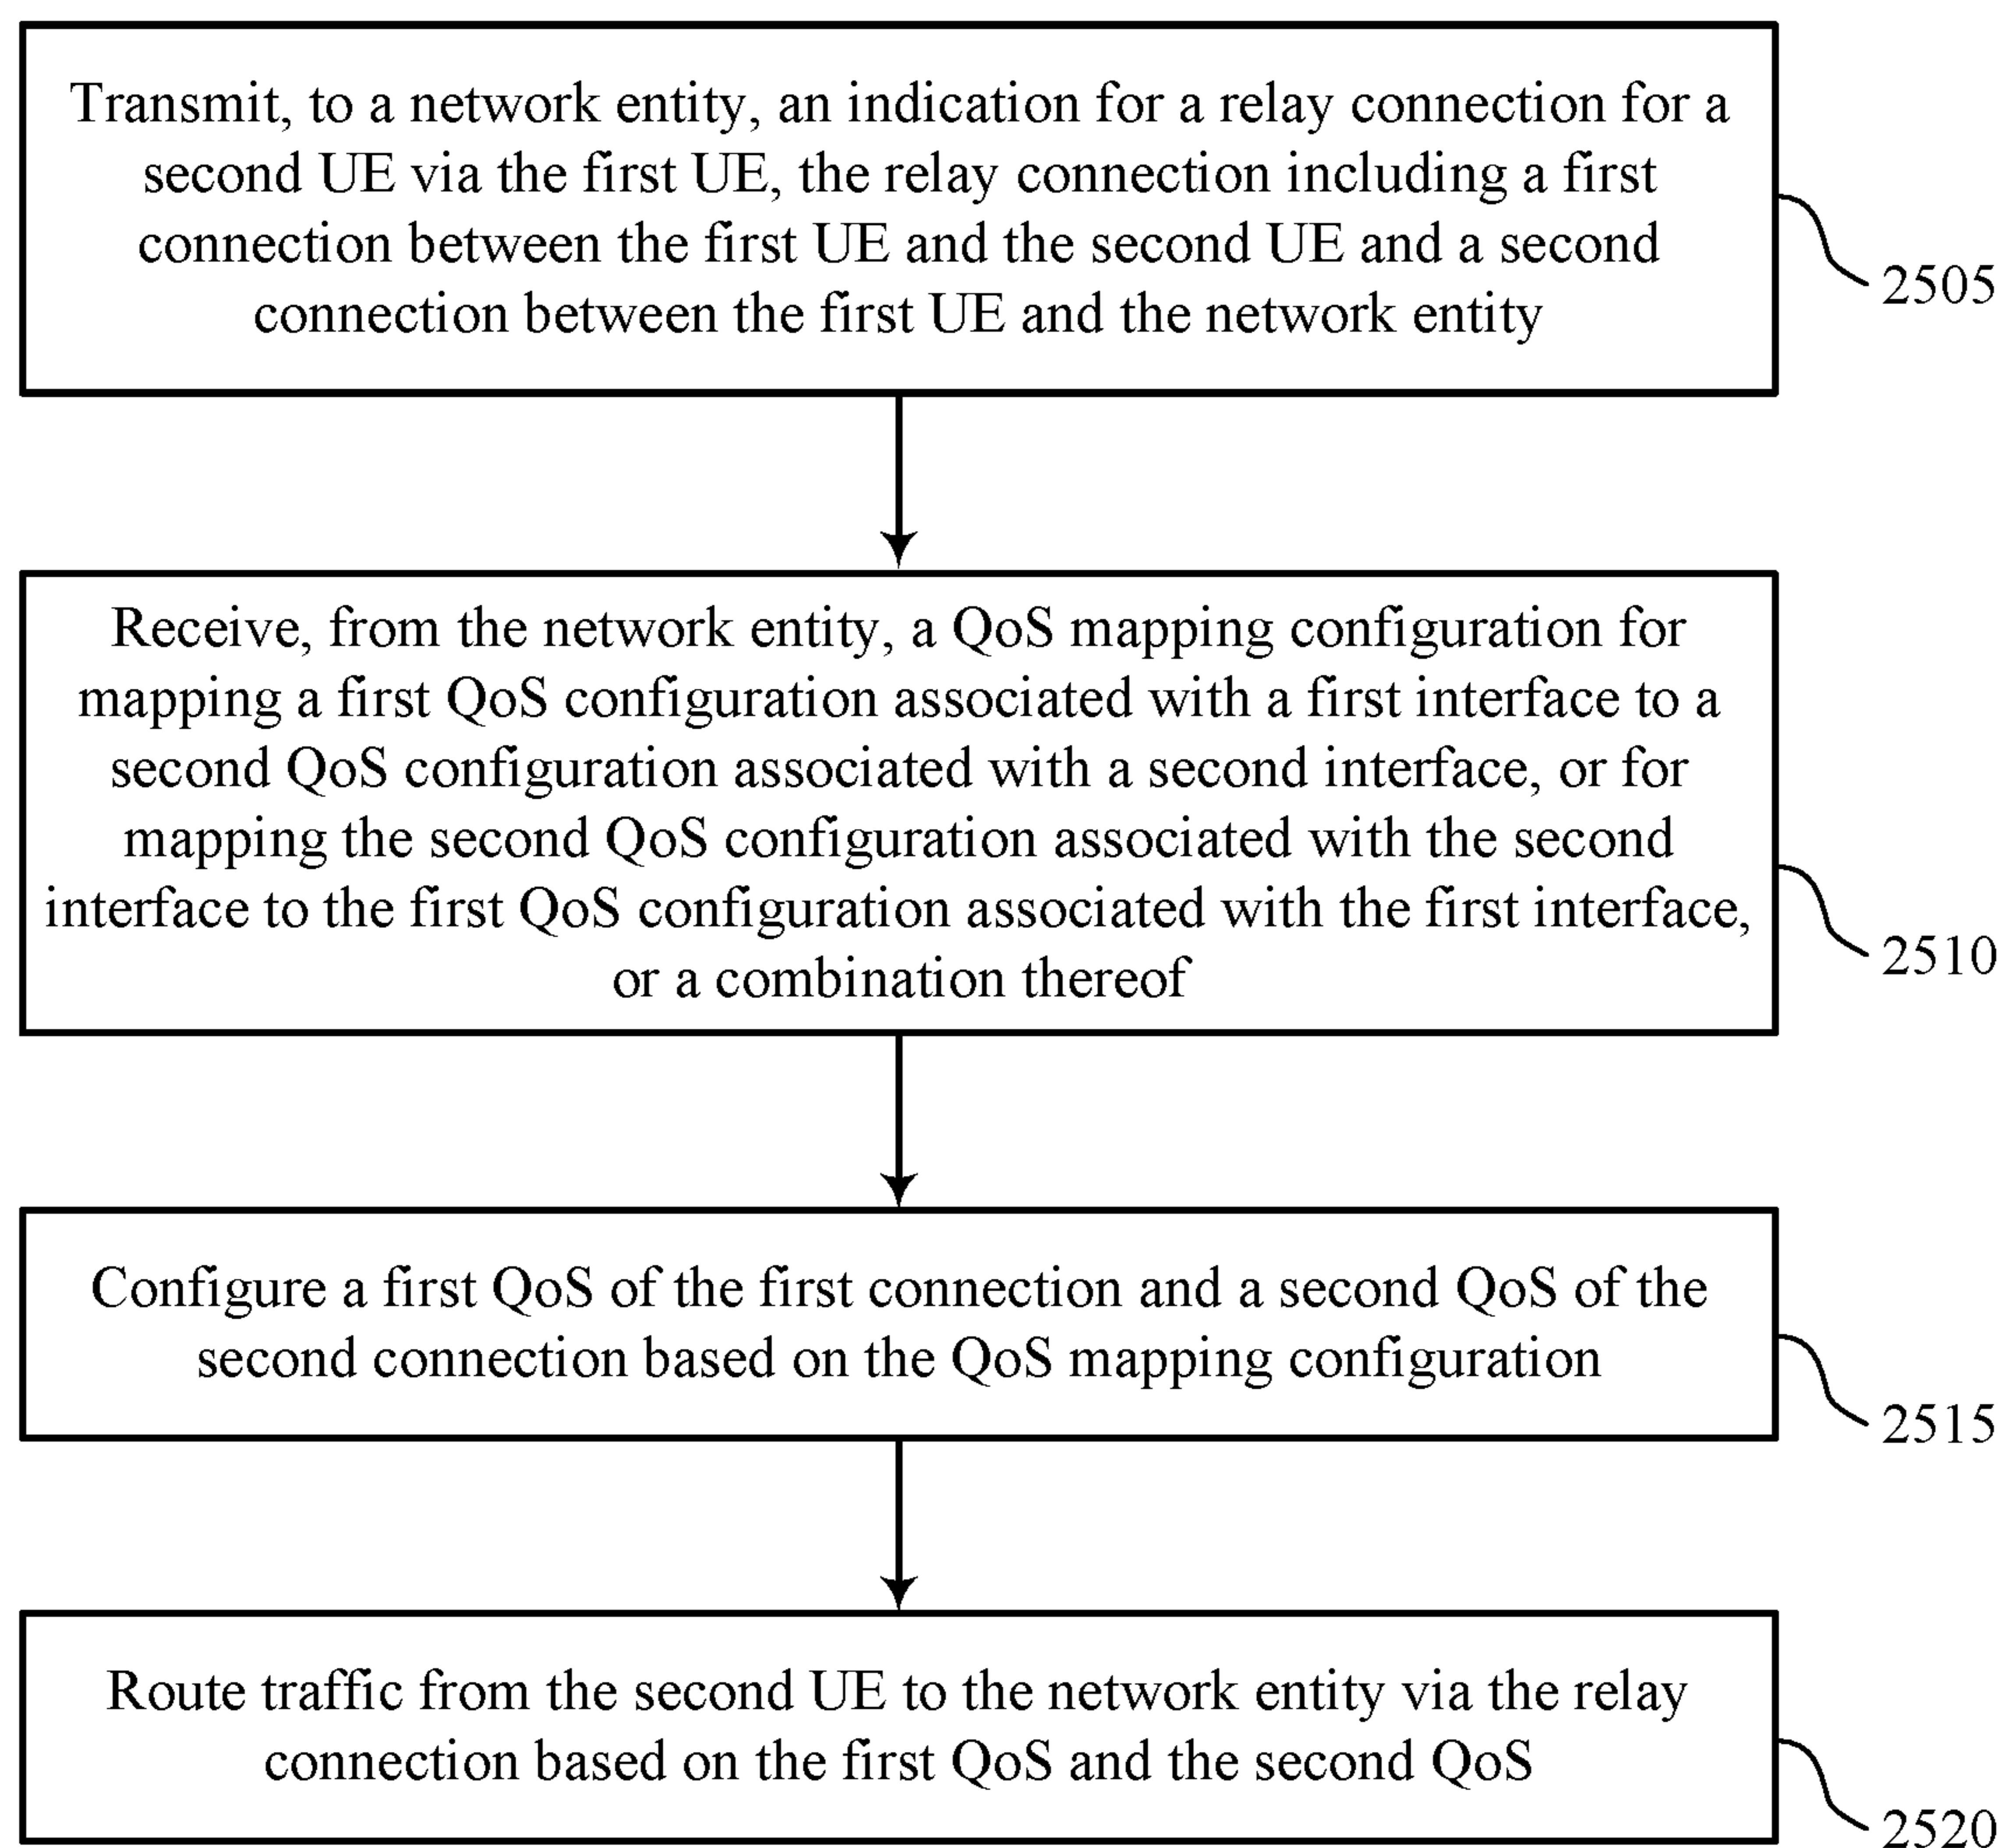 Transmit, to a network entity, an indication for a relay connection for a
second UE via the first UE, the relay connection including a first
connection between the first UE and the second UE and a second
connection between the first UE and the network entity
2505
Receive, from the network entity, a QoS mapping configuration for
mapping a first QoS configuration associated with a first interface to a
second QoS configuration associated with a second interface, or for
mapping the second QoS configuration associated with the second
interface to the first QoS configuration associated with the first interface,
or a combination thereof
2510
Configure a first QoS of the first connection and a second QoS of the
second connection based on the QoS mapping configuration
2515
Route traffic from the second UE to the network entity via the relay
connection based on the first QoS and the second QoS
2520